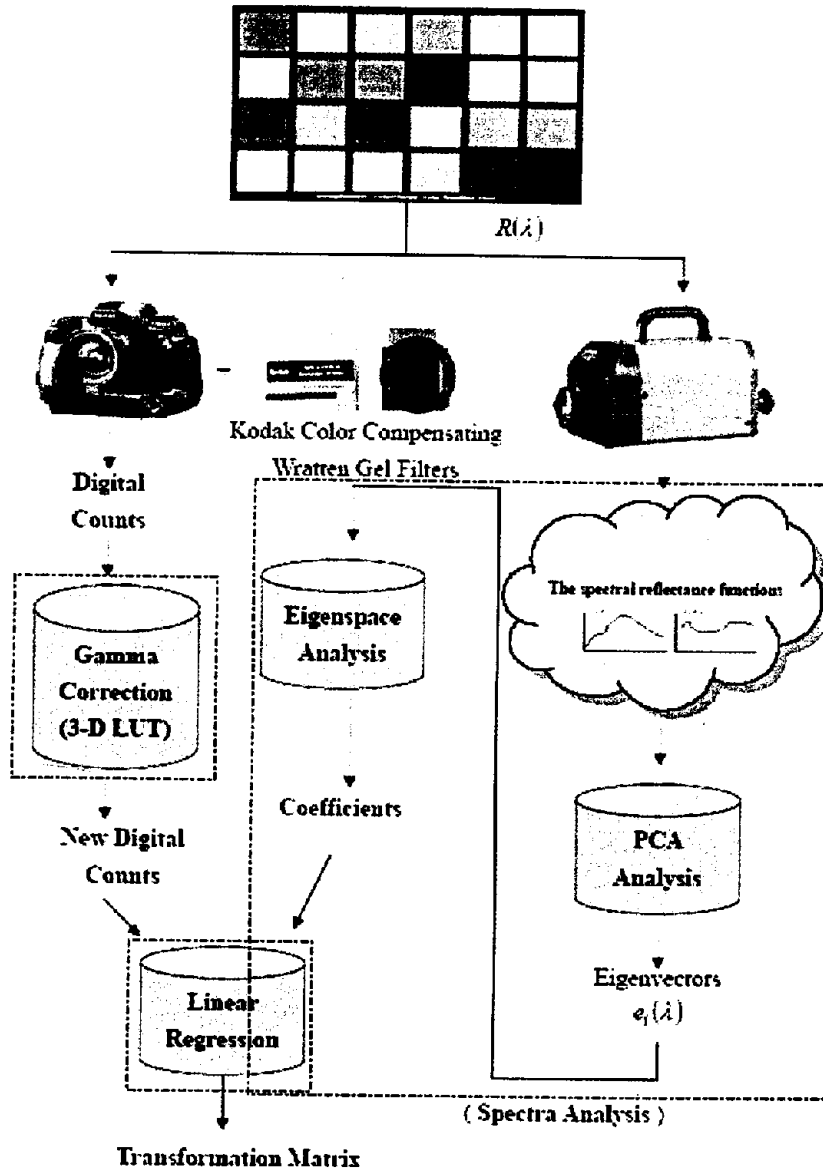 R(λ)
Kodak Color Compensating
Wratten Gel Filters
Digital
Counts
The spectral reflectance functions
Eigenspace
Analysis
Gamma
Correction
(3-D LUT)
Coefficients
New Digital
Counts
PCA
Analysis
Eigenvectors
e₁(λ)
Linear
Regression
( Spectra Analysis )
Transformation Matrix